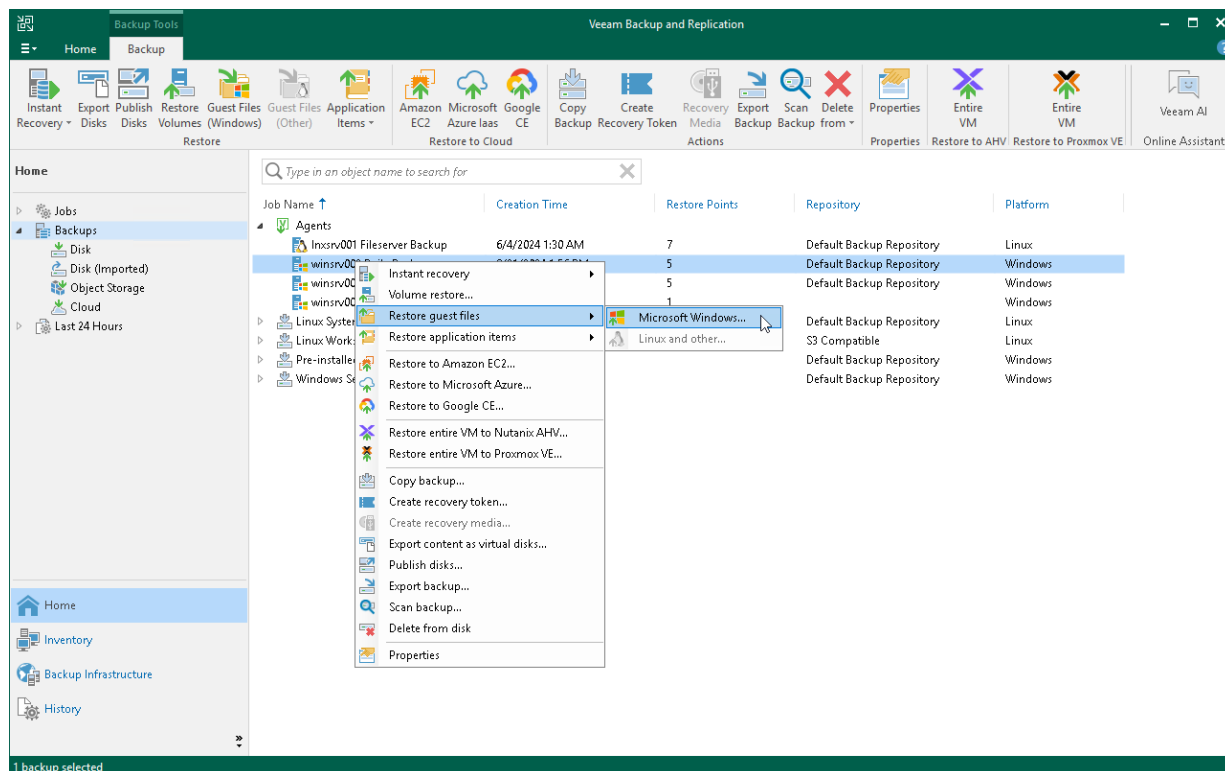 Backup Tools
Veeam Backup and Replication
Home Backup
Instant Recovery
Export Disks
Publish Disks
Restore Volumes
Guest Files (Windows)
Guest Files (Other)
Application Items
Amazon EC2
Microsoft Azure Iaas
Google CE
Copy Backup
Create Recovery Token
Recovery Media
Export Backup
Scan Backup
Delete from
Properties
Entire VM
Entire VM
Veeam AI
Restore
Restore to Cloud
Actions
Properties
Restore to AHV
Restore to Proxmox VE
Online Assistant
Home
Jobs
Backups
Disk
Disk (Imported)
Object Storage
Cloud
Last 24 Hours
Type in an object name to search for
Job Name Creation Time Restore Points Repository Platform
Agents
lnxsrv001 Fileserver Backup 6/4/2024 1:30 AM 7 Default Backup Repository Linux
5 Default Backup Repository Windows
5 Default Backup Repository Windows
1 Windows
Linux Default Backup Repository Linux
Linux S3 Compatible Linux
Default Backup Repository Windows
Windows Default Backup Repository Windows
Instant recovery
Volume restore...
Restore guest files
Restore application items
Restore to Amazon EC2...
Restore to Microsoft Azure...
Restore to Google CE...
Restore entire VM to Nutanix AHV...
Restore entire VM to Proxmox VE...
Copy backup...
Create recovery token...
Create recovery media...
Export content as virtual disks...
Publish disks...
Export backup...
Scan backup...
Delete from disk
Properties
Microsoft Windows...
Linux and other...
Home
Inventory
Backup Infrastructure
History
1 backup selected